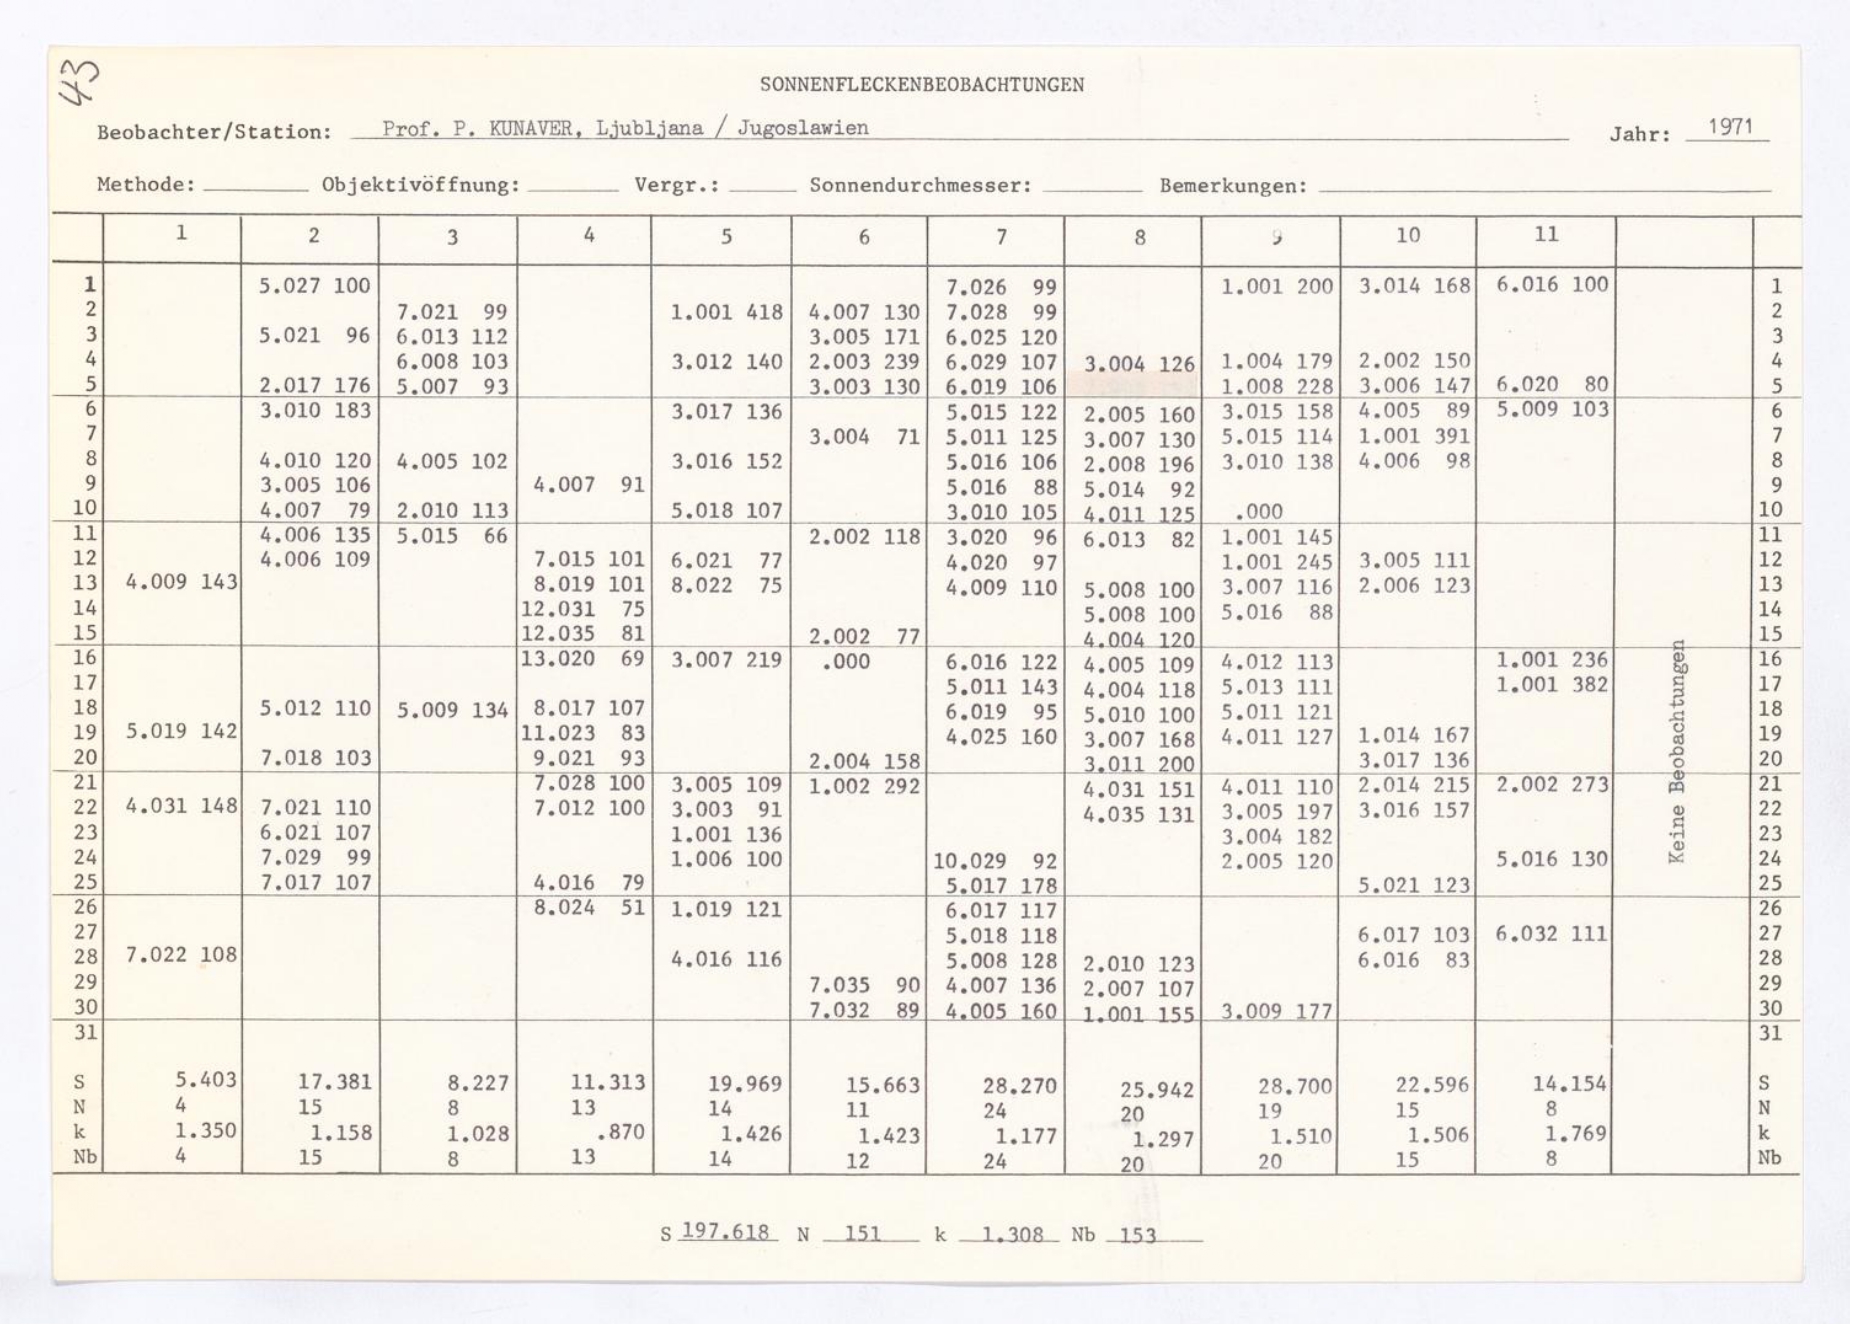 43
SONNENFLECKENBEOBACHTUNGEN
Beobachter/Station: Prof. P. KUNAVER, Ljubljana / Jugoslawien Jahr: 1971
Methode: Objektivöffnung: Vergr.: Sonnendurchmesser: Bemerkungen:
1 2 3 4 5 6 7 8 9 10 11
1 5.027 100 7.026 99 1.001 200 3.014 168 6.016 100 1
2 7.021 99 1.001 418 4.007 130 7.028 99 2
3 5.021 96 6.013 112 3.005 171 6.025 120 3
4 6.008 103 3.012 140 2.003 239 6.029 107 3.004 126 1.004 179 2.002 150 4
5 2.017 176 5.007 93 3.003 130 6.019 106 1.008 228 3.006 147 6.020 80 5
6 3.010 183 3.017 136 5.015 122 2.005 160 3.015 158 4.005 89 5.009 103 6
7 3.004 71 5.011 125 3.007 130 5.015 114 1.001 391 7
8 4.010 120 4.005 102 3.016 152 5.016 106 2.008 196 3.010 138 4.006 98 8
9 3.005 106 4.007 91 5.016 88 5.014 92 9
10 4.007 79 2.010 113 5.018 107 3.010 105 4.011 125 .000 10
11 4.006 135 5.015 66 2.002 118 3.020 96 6.013 82 1.001 145 11
12 4.006 109 7.015 101 6.021 77 4.020 97 1.001 245 3.005 111 12
13 4.009 143 8.019 101 8.022 75 4.009 110 5.008 100 3.007 116 2.006 123 13
14 12.031 75 5.008 100 5.016 88 14
15 12.035 81 2.002 77 4.004 120 15
16 13.020 69 3.007 219 .000 6.016 122 4.005 109 4.012 113 1.001 236 16
17 5.011 143 4.004 118 5.013 111 1.001 382 17
18 5.012 110 5.009 134 8.017 107 6.019 95 5.010 100 5.011 121 18
19 5.019 142 11.023 83 4.025 160 3.007 168 4.011 127 1.014 167 19
20 7.018 103 9.021 93 2.004 158 3.011 200 3.017 136 20
21 7.028 100 3.005 109 1.002 292 4.031 151 4.011 110 2.014 215 2.002 273 21
22 4.031 148 7.021 110 7.012 100 3.003 91 4.035 131 3.005 197 3.016 157 22
23 6.021 107 1.001 136 3.004 182 23
24 7.029 99 1.006 100 10.029 92 2.005 120 5.016 130 24
25 7.017 107 4.016 79 5.017 178 5.021 123 25
26 8.024 51 1.019 121 6.017 117 26
27 5.018 118 6.017 103 6.032 111 27
28 7.022 108 4.016 116 5.008 128 2.010 123 6.016 83 28
29 7.035 90 4.007 136 2.007 107 29
30 7.032 89 4.005 160 1.001 155 3.009 177 30
31 31
Keine Beobachtungen
S 5.403 17.381 8.227 11.313 19.969 15.663 28.270 25.942 28.700 22.596 14.154 S
N 4 15 8 13 14 11 24 20 19 15 8 N
k 1.350 1.158 1.028 .870 1.426 1.423 1.177 1.297 1.510 1.506 1.769 k
Nb 4 15 8 13 14 12 24 20 20 15 8 Nb
S 197.618 N 151 k 1.308 Nb 153